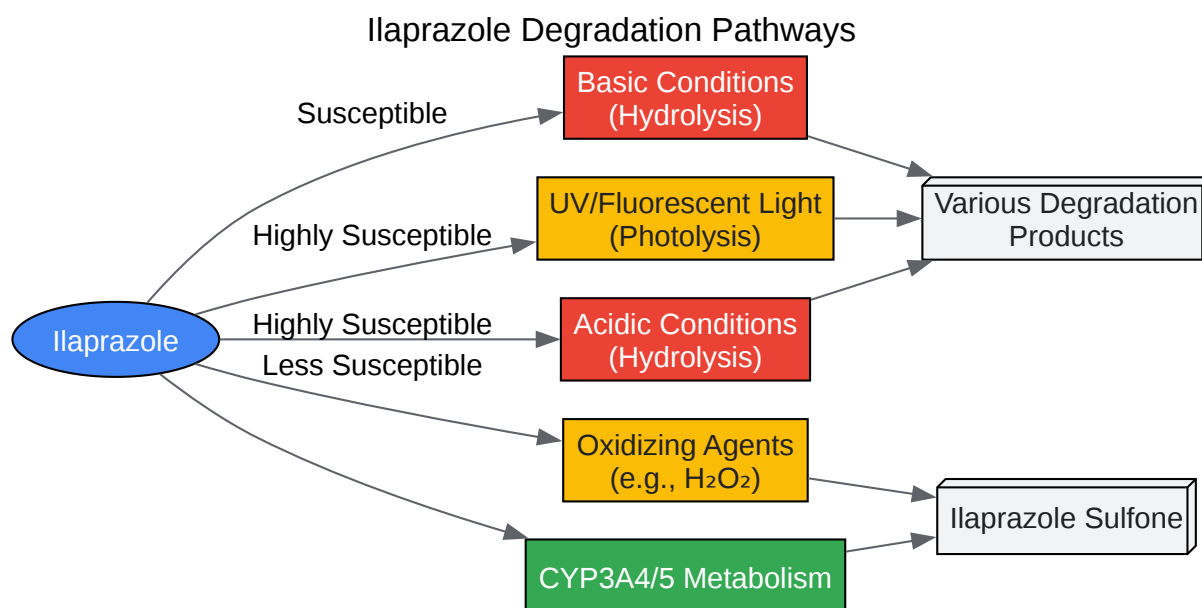 Ilaprazole Degradation Pathways
Basic Conditions
(Hydrolysis)
Susceptible
UV/Fluorescent Light
(Photolysis)
Various Degradation
Products
Highly Susceptible
Ilaprazole
Highly Susceptible
Acidic Conditions
(Hydrolysis)
Less Susceptible
Oxidizing Agents
(e.g., H₂O₂)
Ilaprazole Sulfone
CYP3A4/5 Metabolism